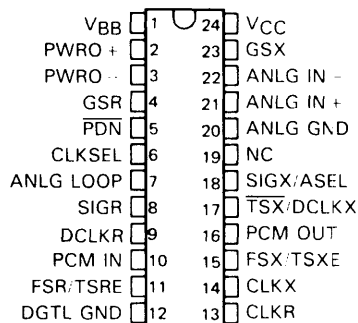 VBB 1 24 VCC
PWRO + 2 23 GSX
PWRO - 3 22 ANLG IN -
GSR 4 21 ANLG IN +
PDN 5 20 ANLG GND
CLKSEL 6 19 NC
ANLG LOOP 7 18 SIGX/ASEL
SIGR 8 17 TSX/DCLKX
DCLKR 9 16 PCM OUT
PCM IN 10 15 FSX/TSXE
FSR/TSRE 11 14 CLKX
DGTL GND 12 13 CLKR